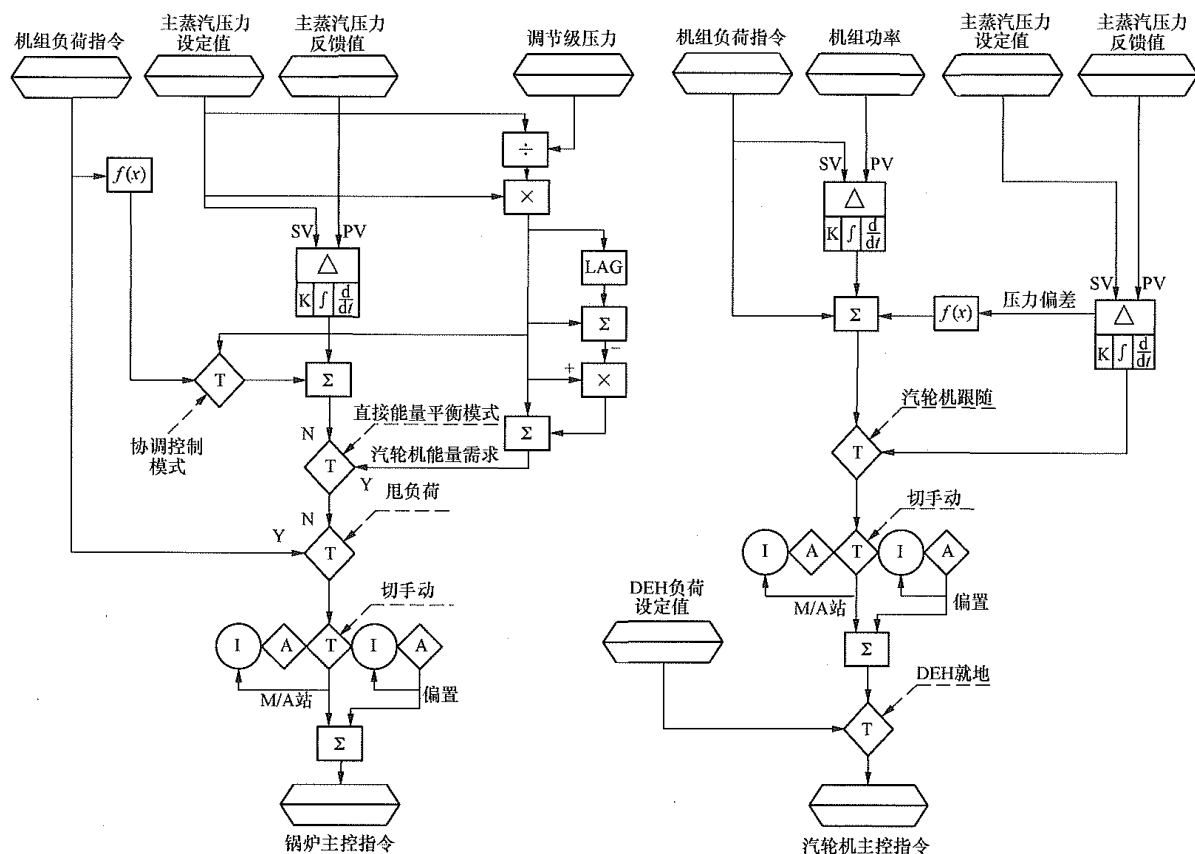 机组负荷指令
主蒸汽压力
设定值
主蒸汽压力
反馈值
调节级压力
÷
f(x)
×
SV
PV
△
K ∫ d/dt
LAG
Σ
-
T
Σ
+
×
协调控制
模式
N
直接能量平衡模式
Σ
T
汽轮机能量需求
Y
甩负荷
N
Y
T
切手动
I A T I A
M/A站
偏置
Σ
锅炉主控指令
机组负荷指令
机组功率
主蒸汽压力
设定值
主蒸汽压力
反馈值
SV
PV
△
K ∫ d/dt
SV
PV
Σ
f(x)
压力偏差
△
K ∫ d/dt
汽轮机跟随
T
切手动
I A T I A
M/A站
偏置
DEH负荷
设定值
Σ
DEH就地
T
汽轮机主控指令